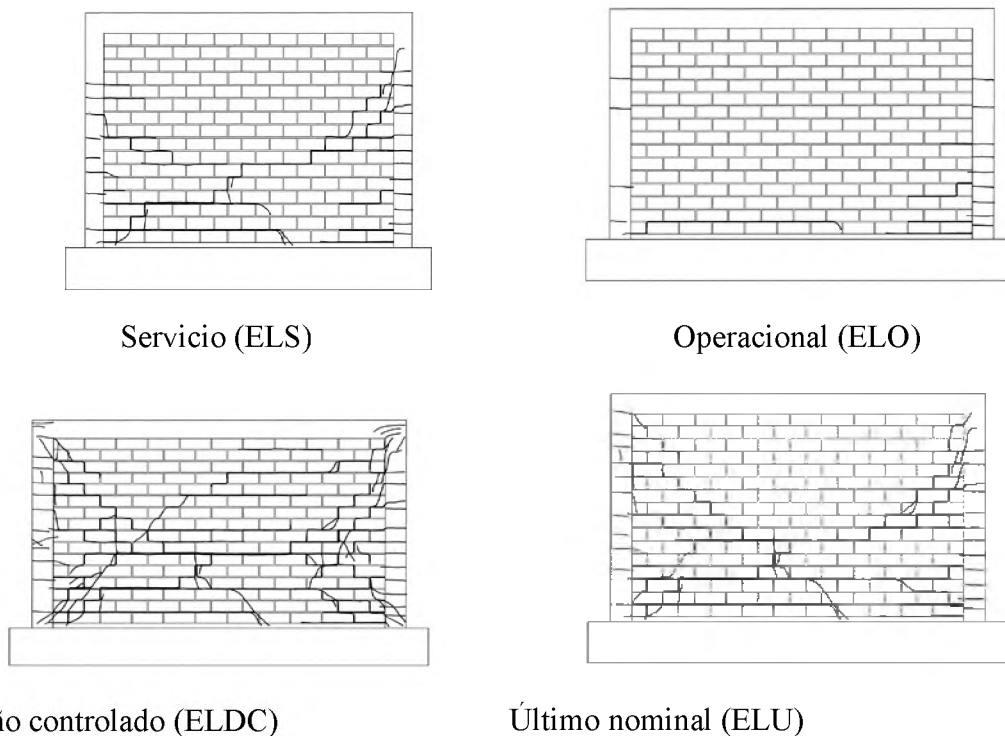 Servicio (ELS)
Operacional (ELO)
ño controlado (ELDC)
Último nominal (ELU)